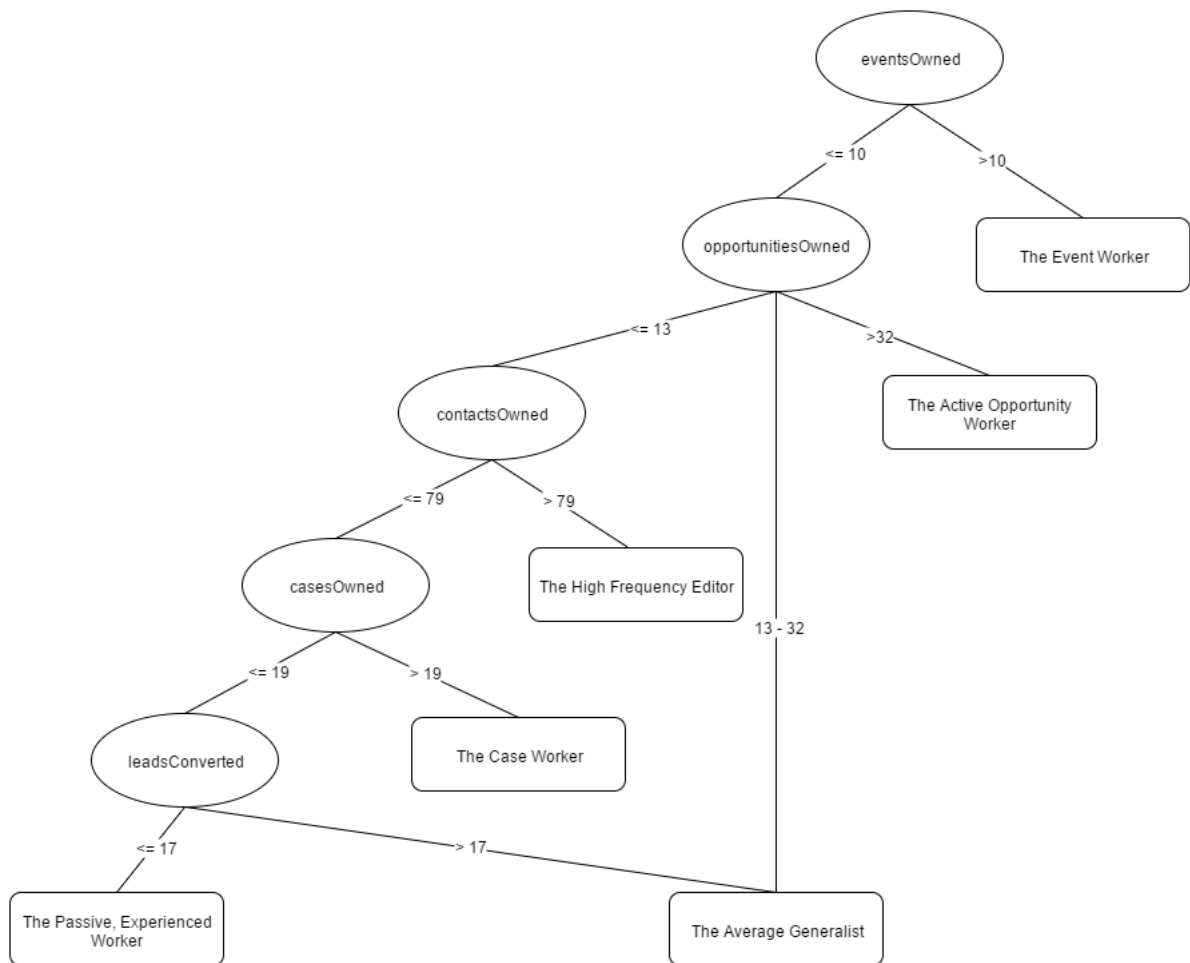 eventsOwned
<= 10
>10
opportunitiesOwned
The Event Worker
<= 13
>32
contactsOwned
The Active Opportunity
Worker
<= 79
> 79
casesOwned
The High Frequency Editor
13 - 32
<= 19
> 19
leadsConverted
The Case Worker
<= 17
> 17
The Passive, Experienced
Worker
The Average Generalist